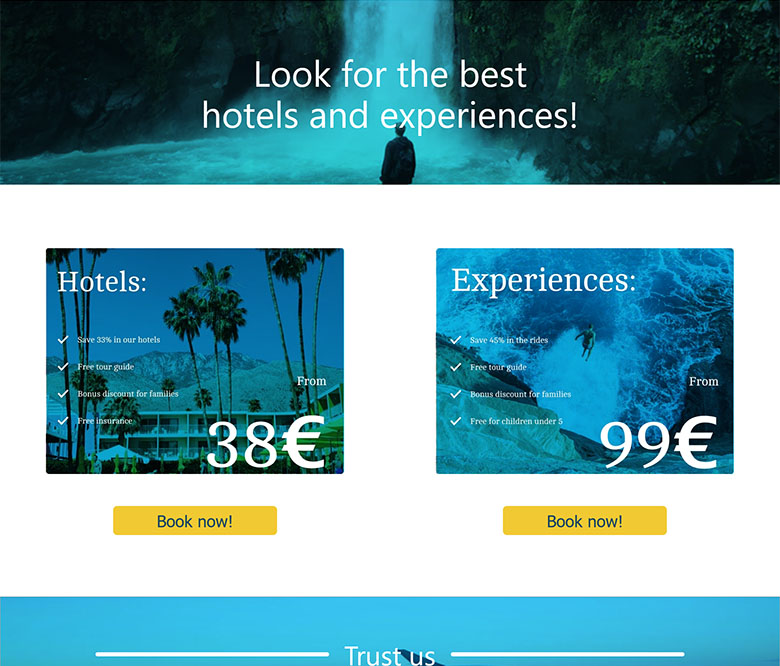 Look for the best
hotels and experiences!
Hotels:
Save 33% in our hotels
Free tour guide
Bonus discount for families
Free insurance
From
38€
Book now!
Experiences:
Save 45% in the rides
Free tour guide
Bonus discount for families
Free for children under 5
From
99€
Book now!
Trust us